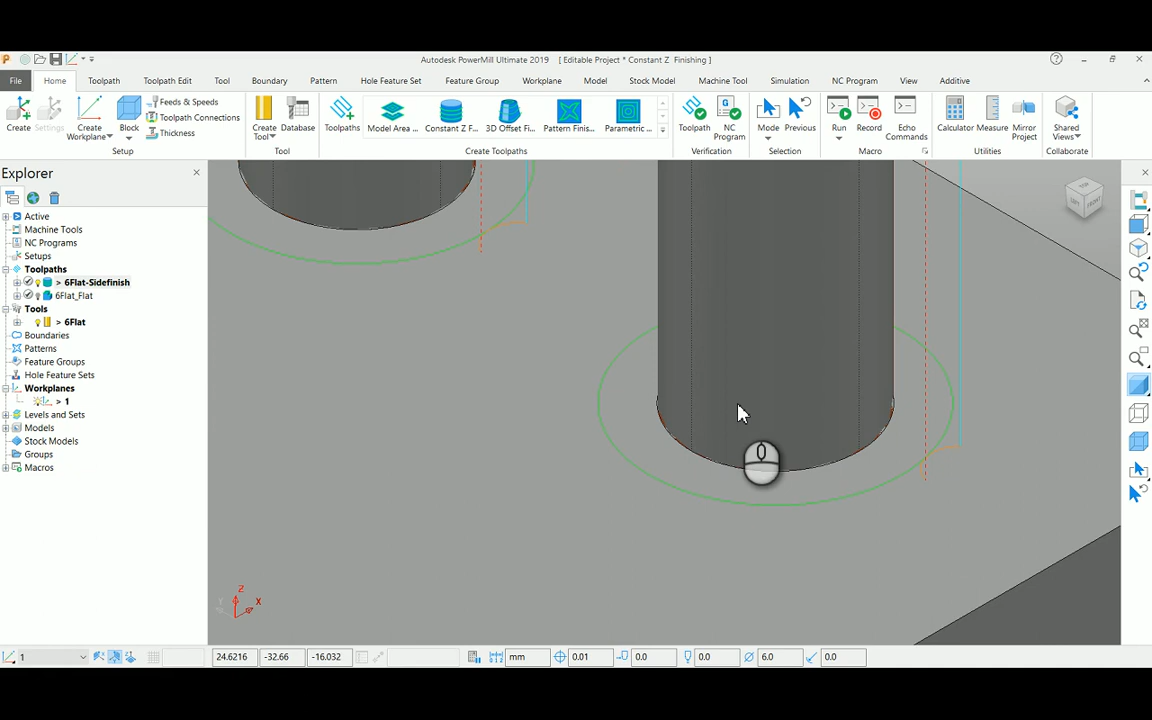 Autodesk PowerMill Ultimate 2019 [ Editable Project * Constant Z Finishing ]
File Home Toolpath Toolpath Edit Tool Boundary Pattern Hole Feature Set Feature Group Workplane Model Stock Model Machine Tool Simulation NC Program View Additive
Create Settings Create Workplane Block Feeds & Speeds
Toolpath Connections
Thickness
Create Tool Database Toolpaths Model Area ... Constant Z F... 3D Offset Fi... Pattern Finis... Parametric ... Toolpath NC Program Mode Previous Run Record Echo Commands Calculator Measure Mirror Project Shared Views
Setup Tool Create Toolpaths Verification Selection Macro Utilities Collaborate
Explorer
Active
Machine Tools
NC Programs
Setups
Toolpaths
> 6Flat-Sidefinish
> 6Flat_Flat
Tools
> 6Flat
Boundaries
Patterns
Feature Groups
Hole Feature Sets
Workplanes
> 1
Levels and Sets
Models
Stock Models
Groups
Macros
TOP
LEFT FRONT
Z
Y X
1 24.6216 -32.66 -16.032 mm 0.01 0.0 0.0 6.0 0.0